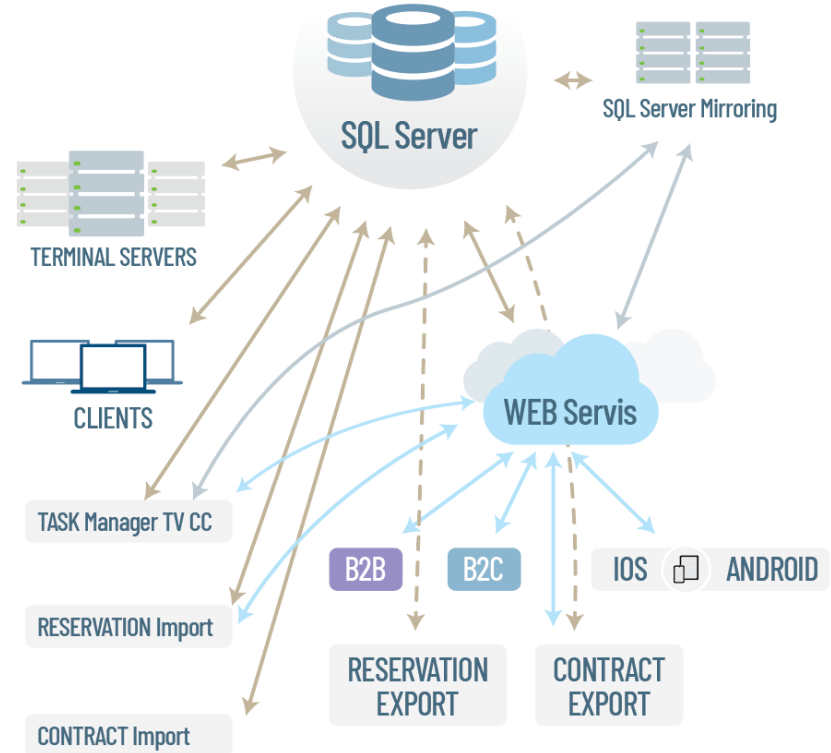 SQL Server
SQL Server Mirroring
TERMINAL SERVERS
CLIENTS
WEB Servis
TASK Manager TV CC
B2B
B2C
IOS
ANDROID
RESERVATION Import
RESERVATION
EXPORT
CONTRACT
EXPORT
CONTRACT Import